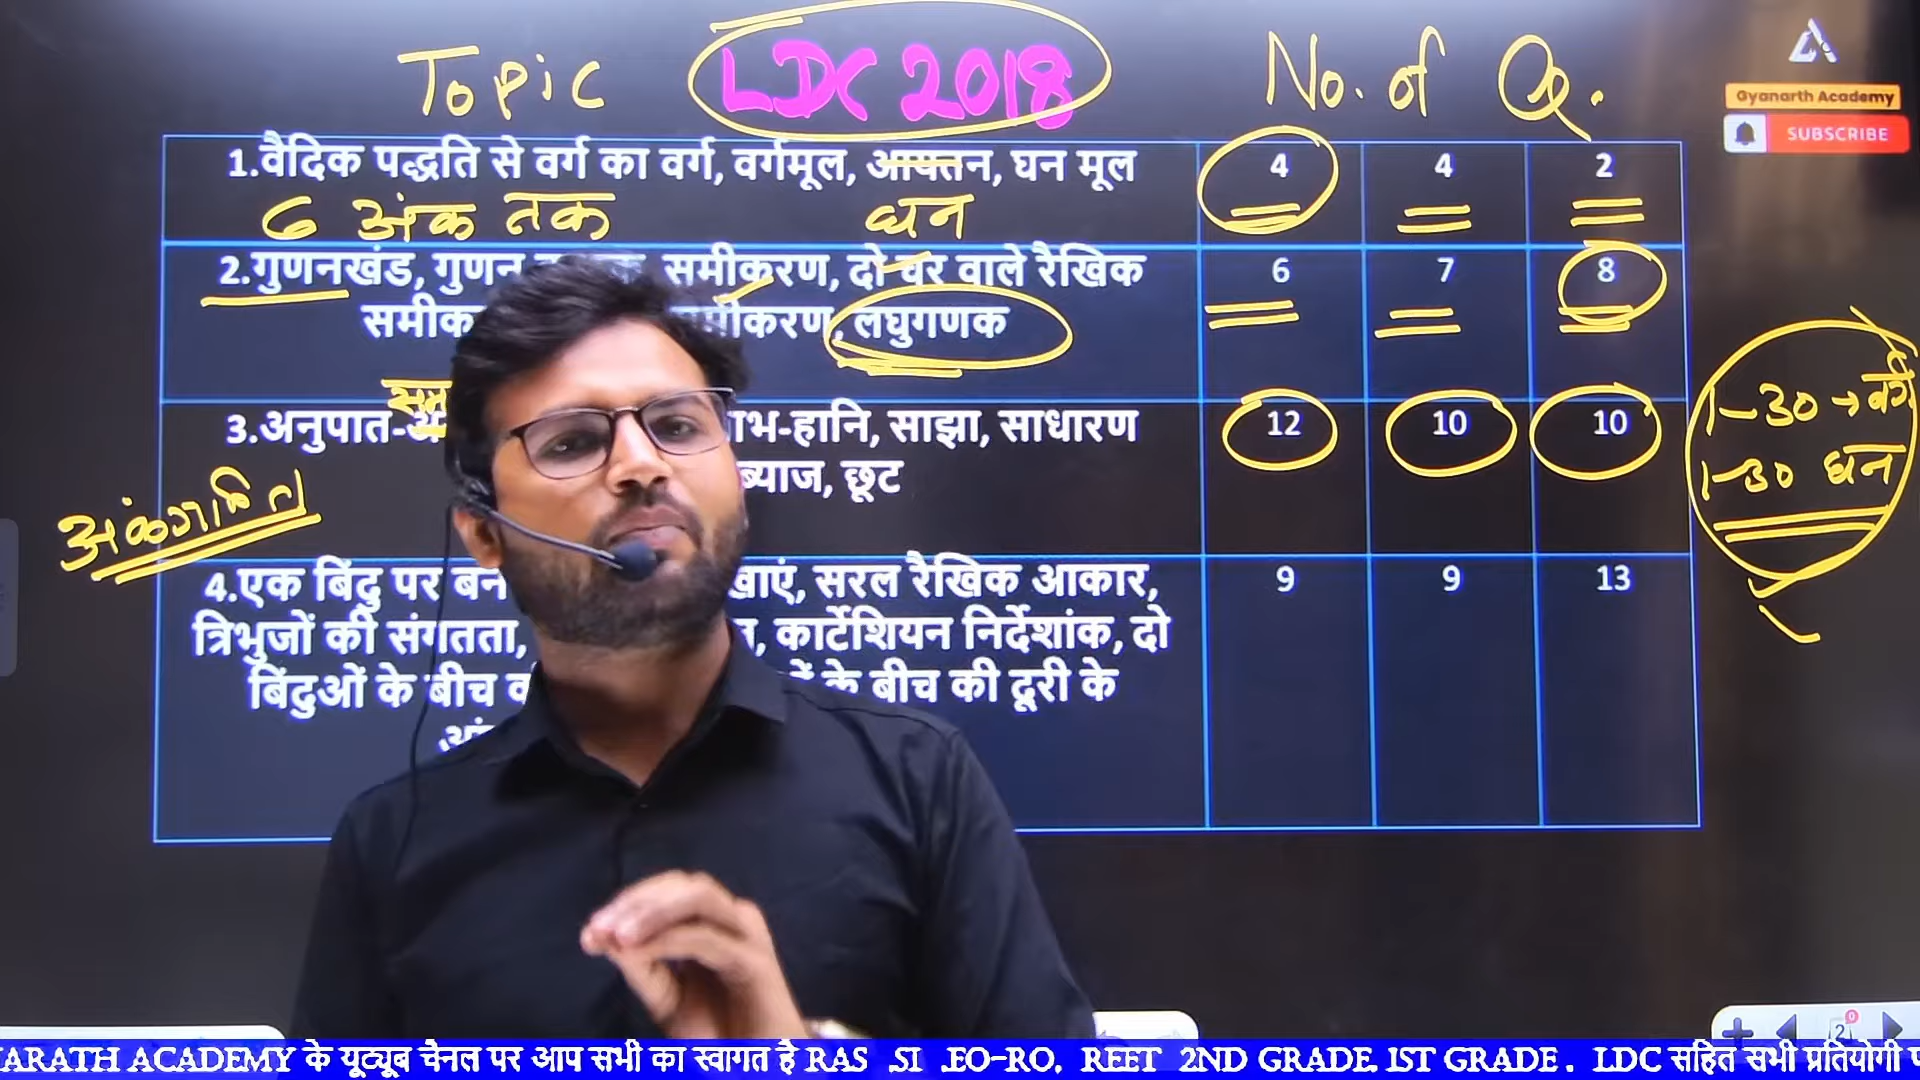 Topic LDC 2018 No. of Q.
Gyanarth Academy
SUBSCRIBE
1.वैदिक पद्धति से वर्ग का वर्ग, वर्गमूल, आयतन, घन मूल 4 4 2
6 अंक तक घन
2.गुणनखंड, गुणन समीकरण, दो चर वाले रैखिक 6 7 8
लघुगणक
1-30 → वर्ग
1-30 घन
3.अनुपात- साझा, साधारण 12 10 10
ब्याज, छूट
अंकगणित
4.एक बिंदु पर सरल रैखिक आकार, 9 9 13
त्रिभुजों की संगतता, कार्टेशियन निर्देशांक, दो
बिंदुओं के बीच के बीच की दूरी के
2
ACADEMY के यूट्यूब चैनल पर आप सभी का स्वागत है RAS .SI .EO-RO. REET 2ND GRADE. 1ST GRADE . LDC सहित सभी प्रतियोगी